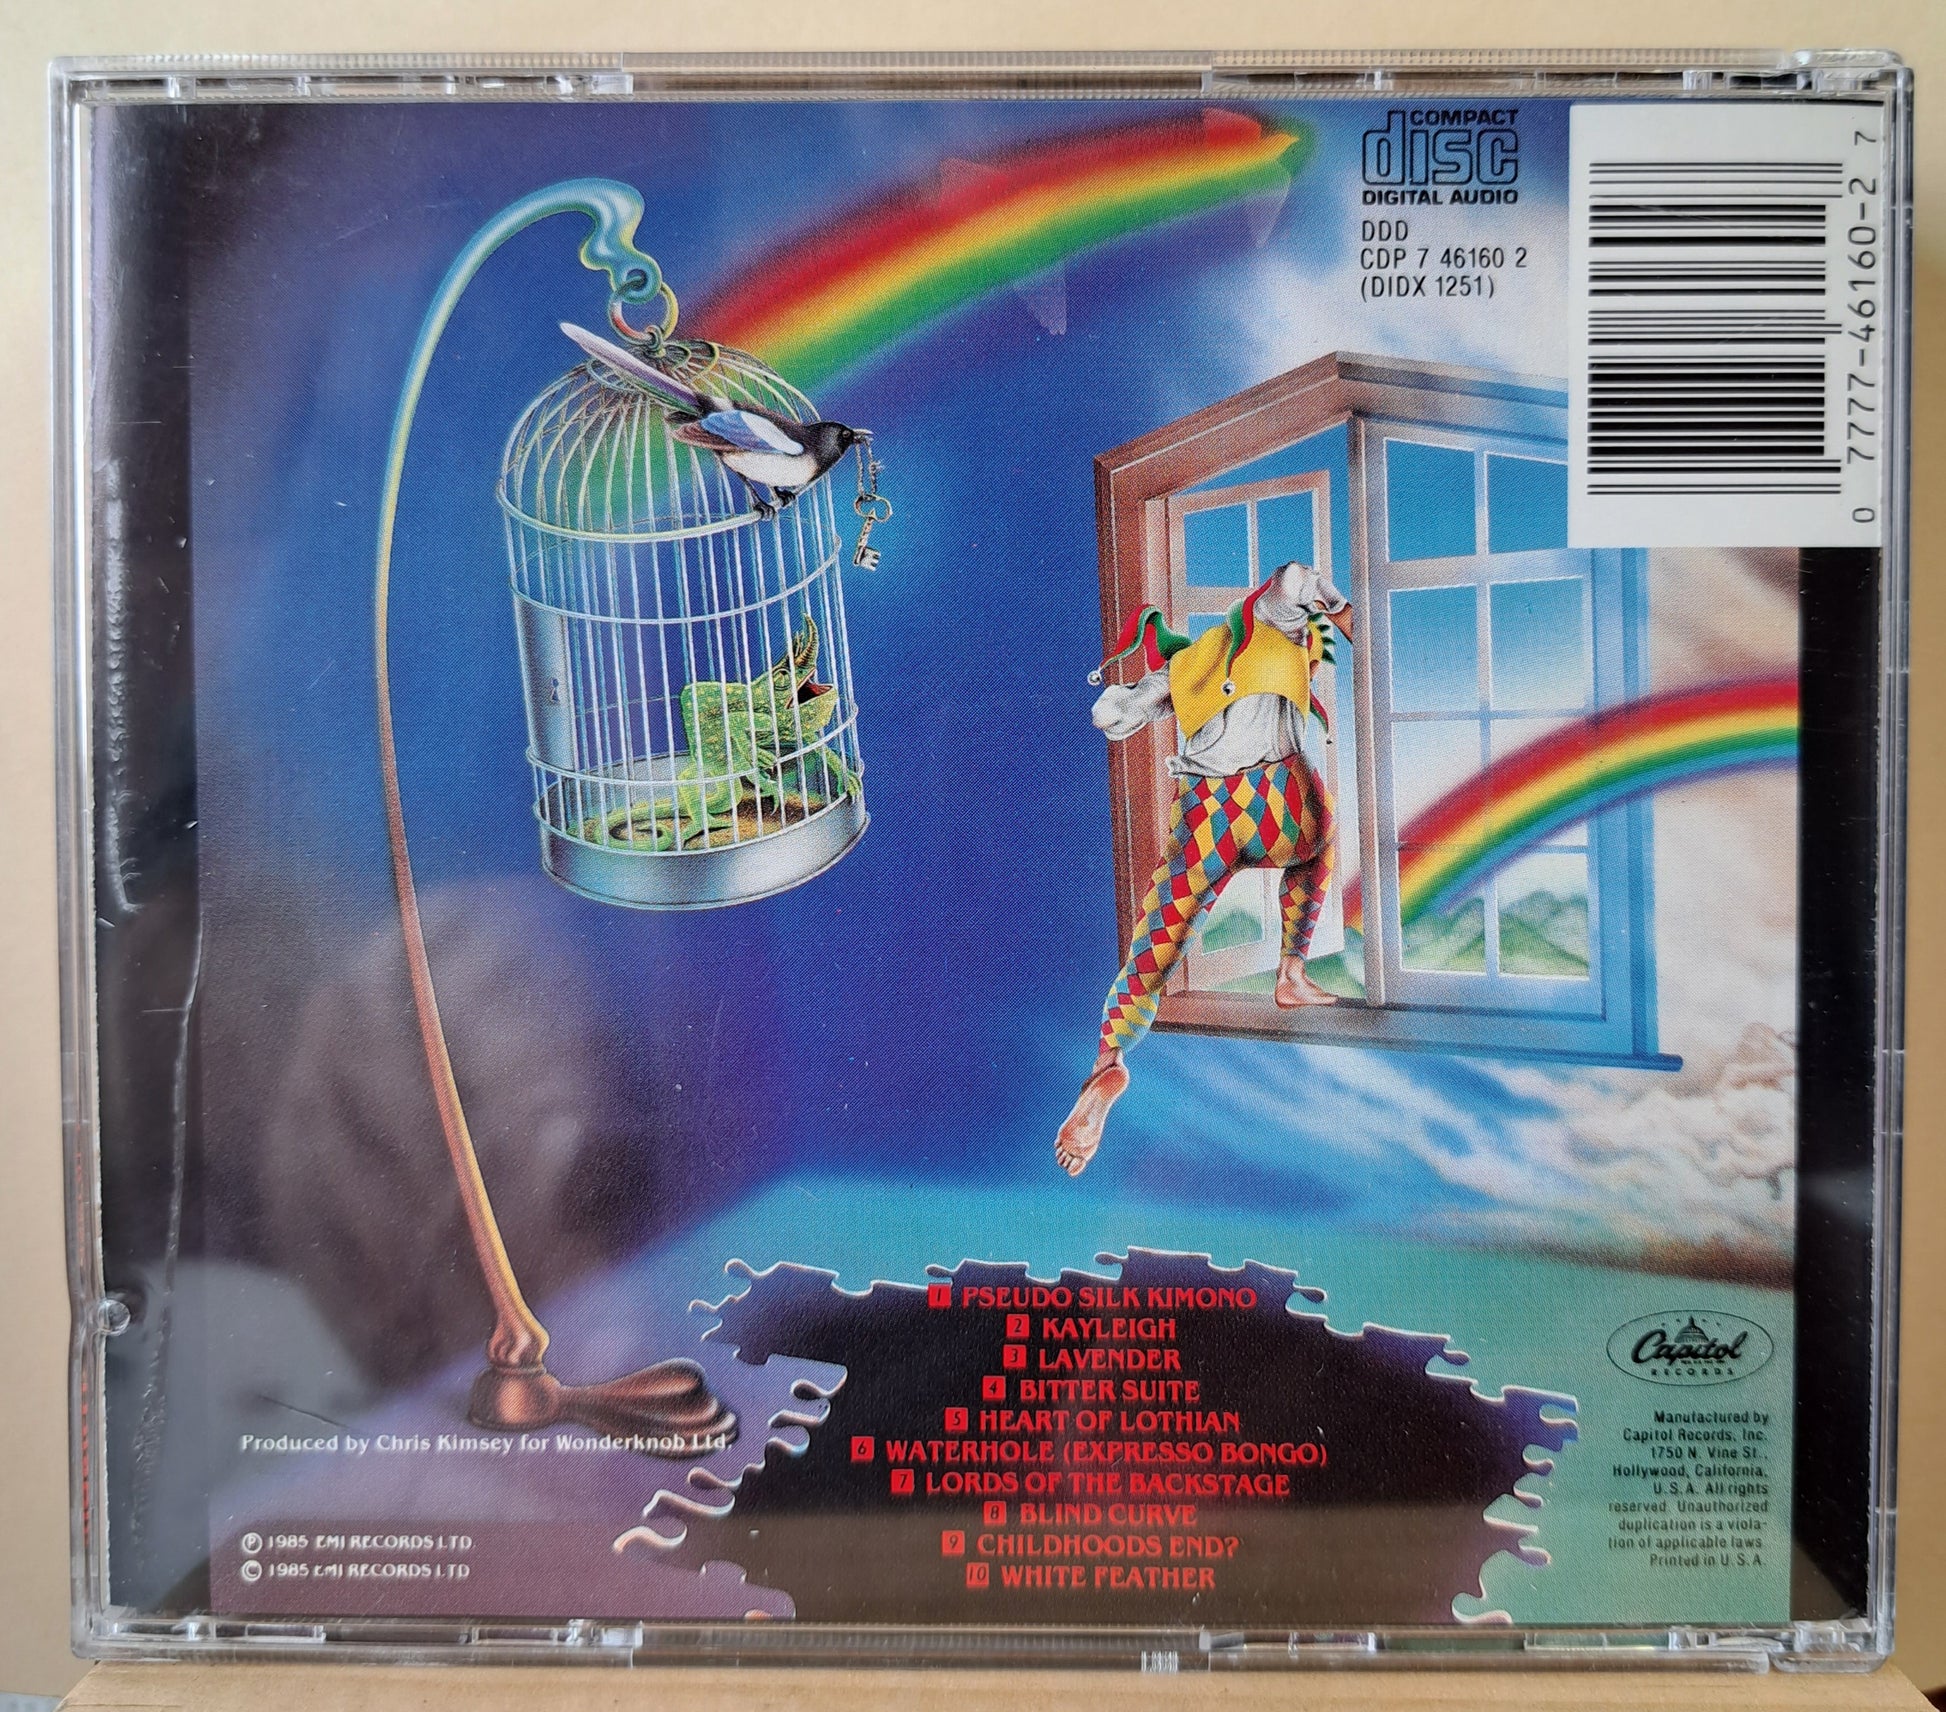 COMPACT
disc
DIGITAL AUDIO
DDD
CDP 7 46160 2
(DIDX 1251)
0 7777-46160-2 7
1 PSEUDO SILK KIMONO
2 KAYLEIGH
3 LAVENDER
4 BITTER SUITE
5 HEART OF LOTHIAN
6 WATERHOLE (EXPRESSO BONGO)
7 LORDS OF THE BACKSTAGE
8 BLIND CURVE
9 CHILDHOODS END?
10 WHITE FEATHER
Produced by Chris Kimsey for Wonderknob Ltd.
℗ 1985 EMI RECORDS LTD
© 1985 EMI RECORDS LTD
Capitol
RECORDS
Manufactured by
Capitol Records, Inc.
1750 N. Vine St.,
Hollywood, California,
U.S.A. All rights
reserved. Unauthorized
duplication is a viola-
tion of applicable laws.
Printed in U.S.A.